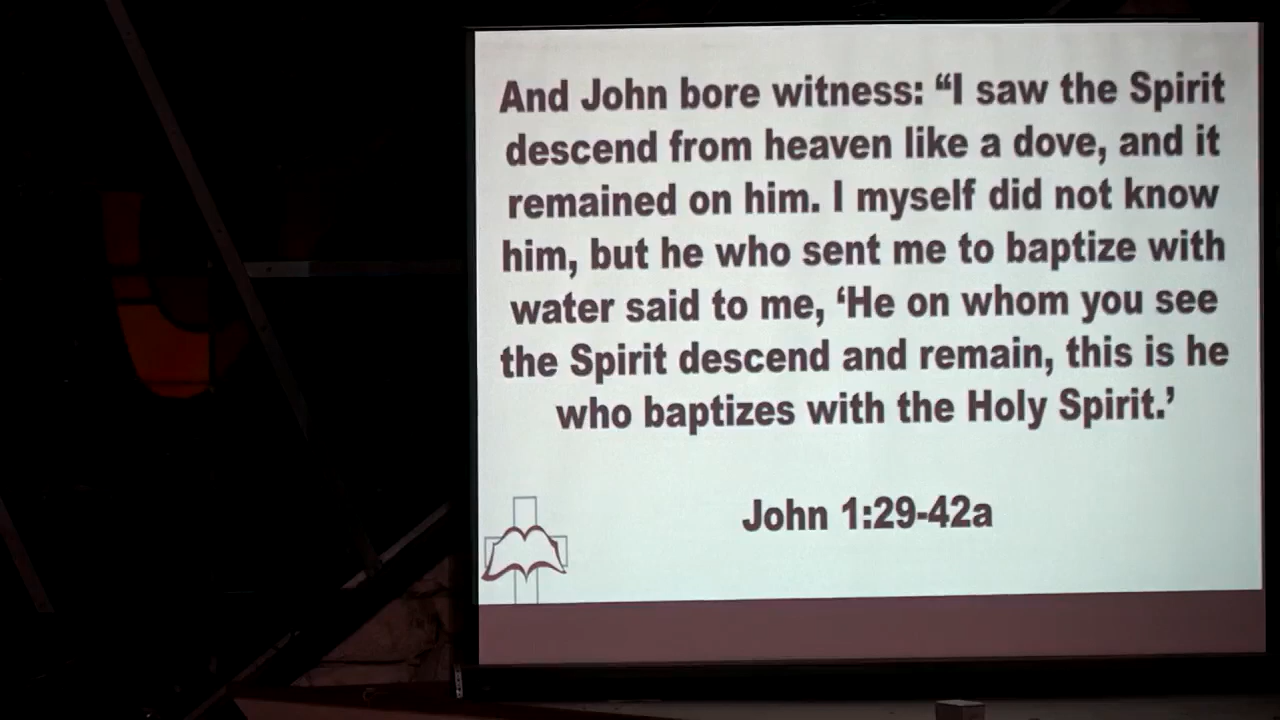 And John bore witness: “I saw the Spirit
descend from heaven like a dove, and it
remained on him. I myself did not know
him, but he who sent me to baptize with
water said to me, ‘He on whom you see
the Spirit descend and remain, this is he
who baptizes with the Holy Spirit.’
John 1:29-42a